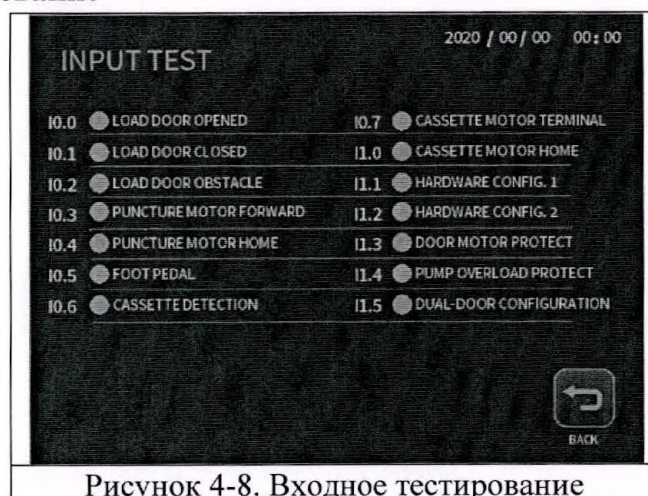 2020 / 00 / 00 00:00
INPUT TEST
I0.0 LOAD DOOR OPENED
I0.1 LOAD DOOR CLOSED
I0.2 LOAD DOOR OBSTACLE
I0.3 PUNCTURE MOTOR FORWARD
I0.4 PUNCTURE MOTOR HOME
I0.5 FOOT PEDAL
I0.6 CASSETTE DETECTION
I0.7 CASSETTE MOTOR TERMINAL
I1.0 CASSETTE MOTOR HOME
I1.1 HARDWARE CONFIG. 1
I1.2 HARDWARE CONFIG. 2
I1.3 DOOR MOTOR PROTECT
I1.4 PUMP OVERLOAD PROTECT
I1.5 DUAL-DOOR CONFIGURATION
BACK
Рисунок 4-8. Входное тестирование